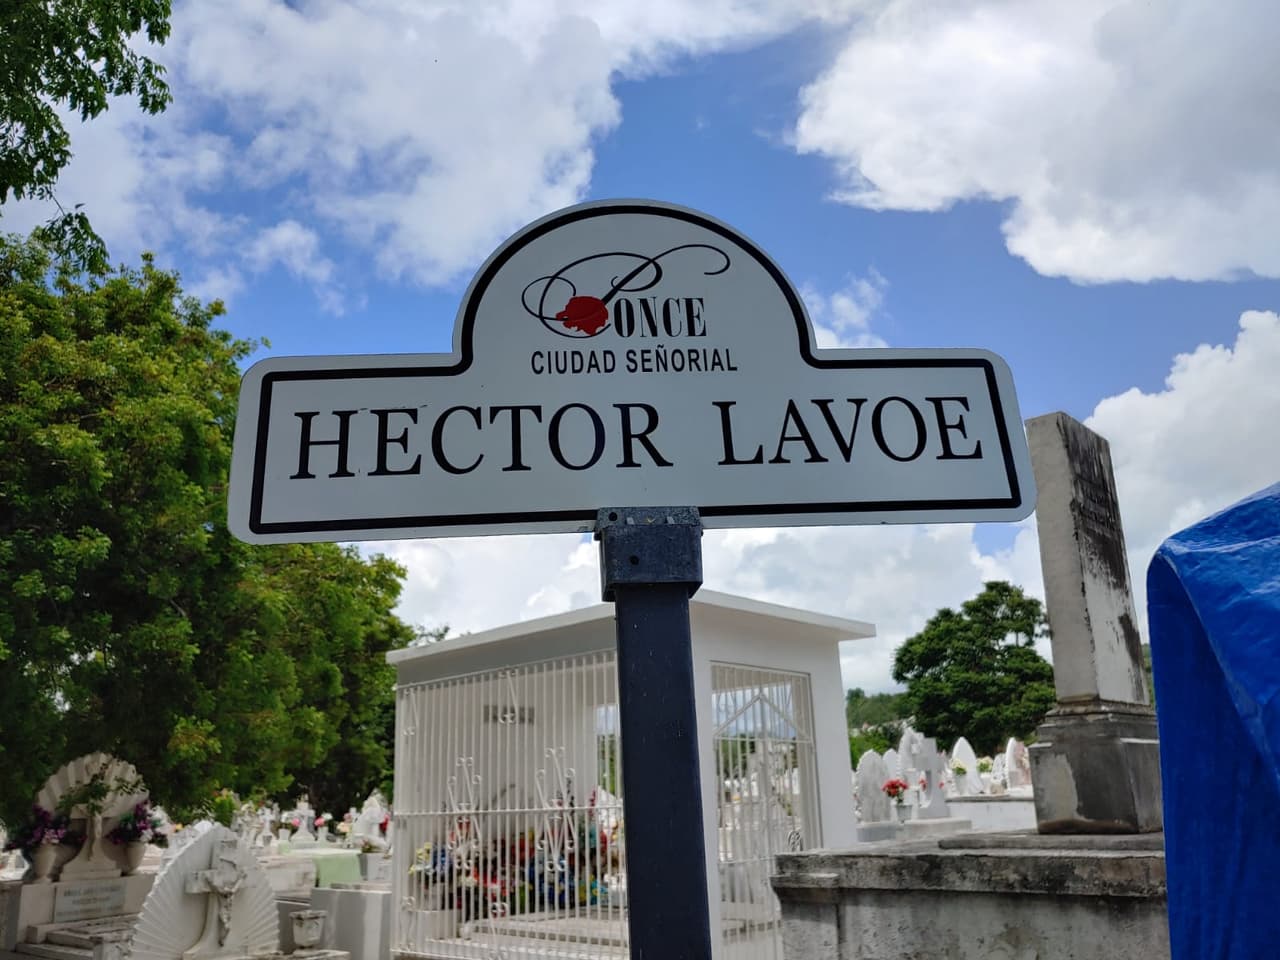 PONCE
CIUDAD SEÑORIAL
HECTOR LAVOE